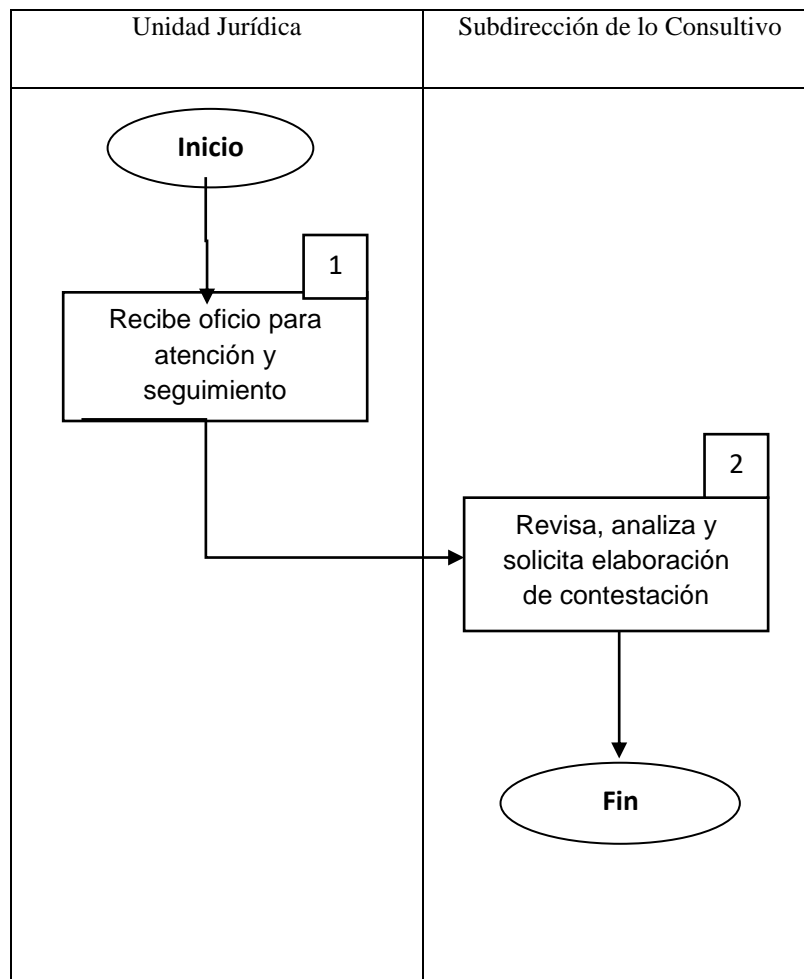 Unidad Jurídica
Subdirección de lo Consultivo
Inicio
1
Recibe oficio para
atención y
seguimiento
2
Revisa, analiza y
solicita elaboración
de contestación
Fin